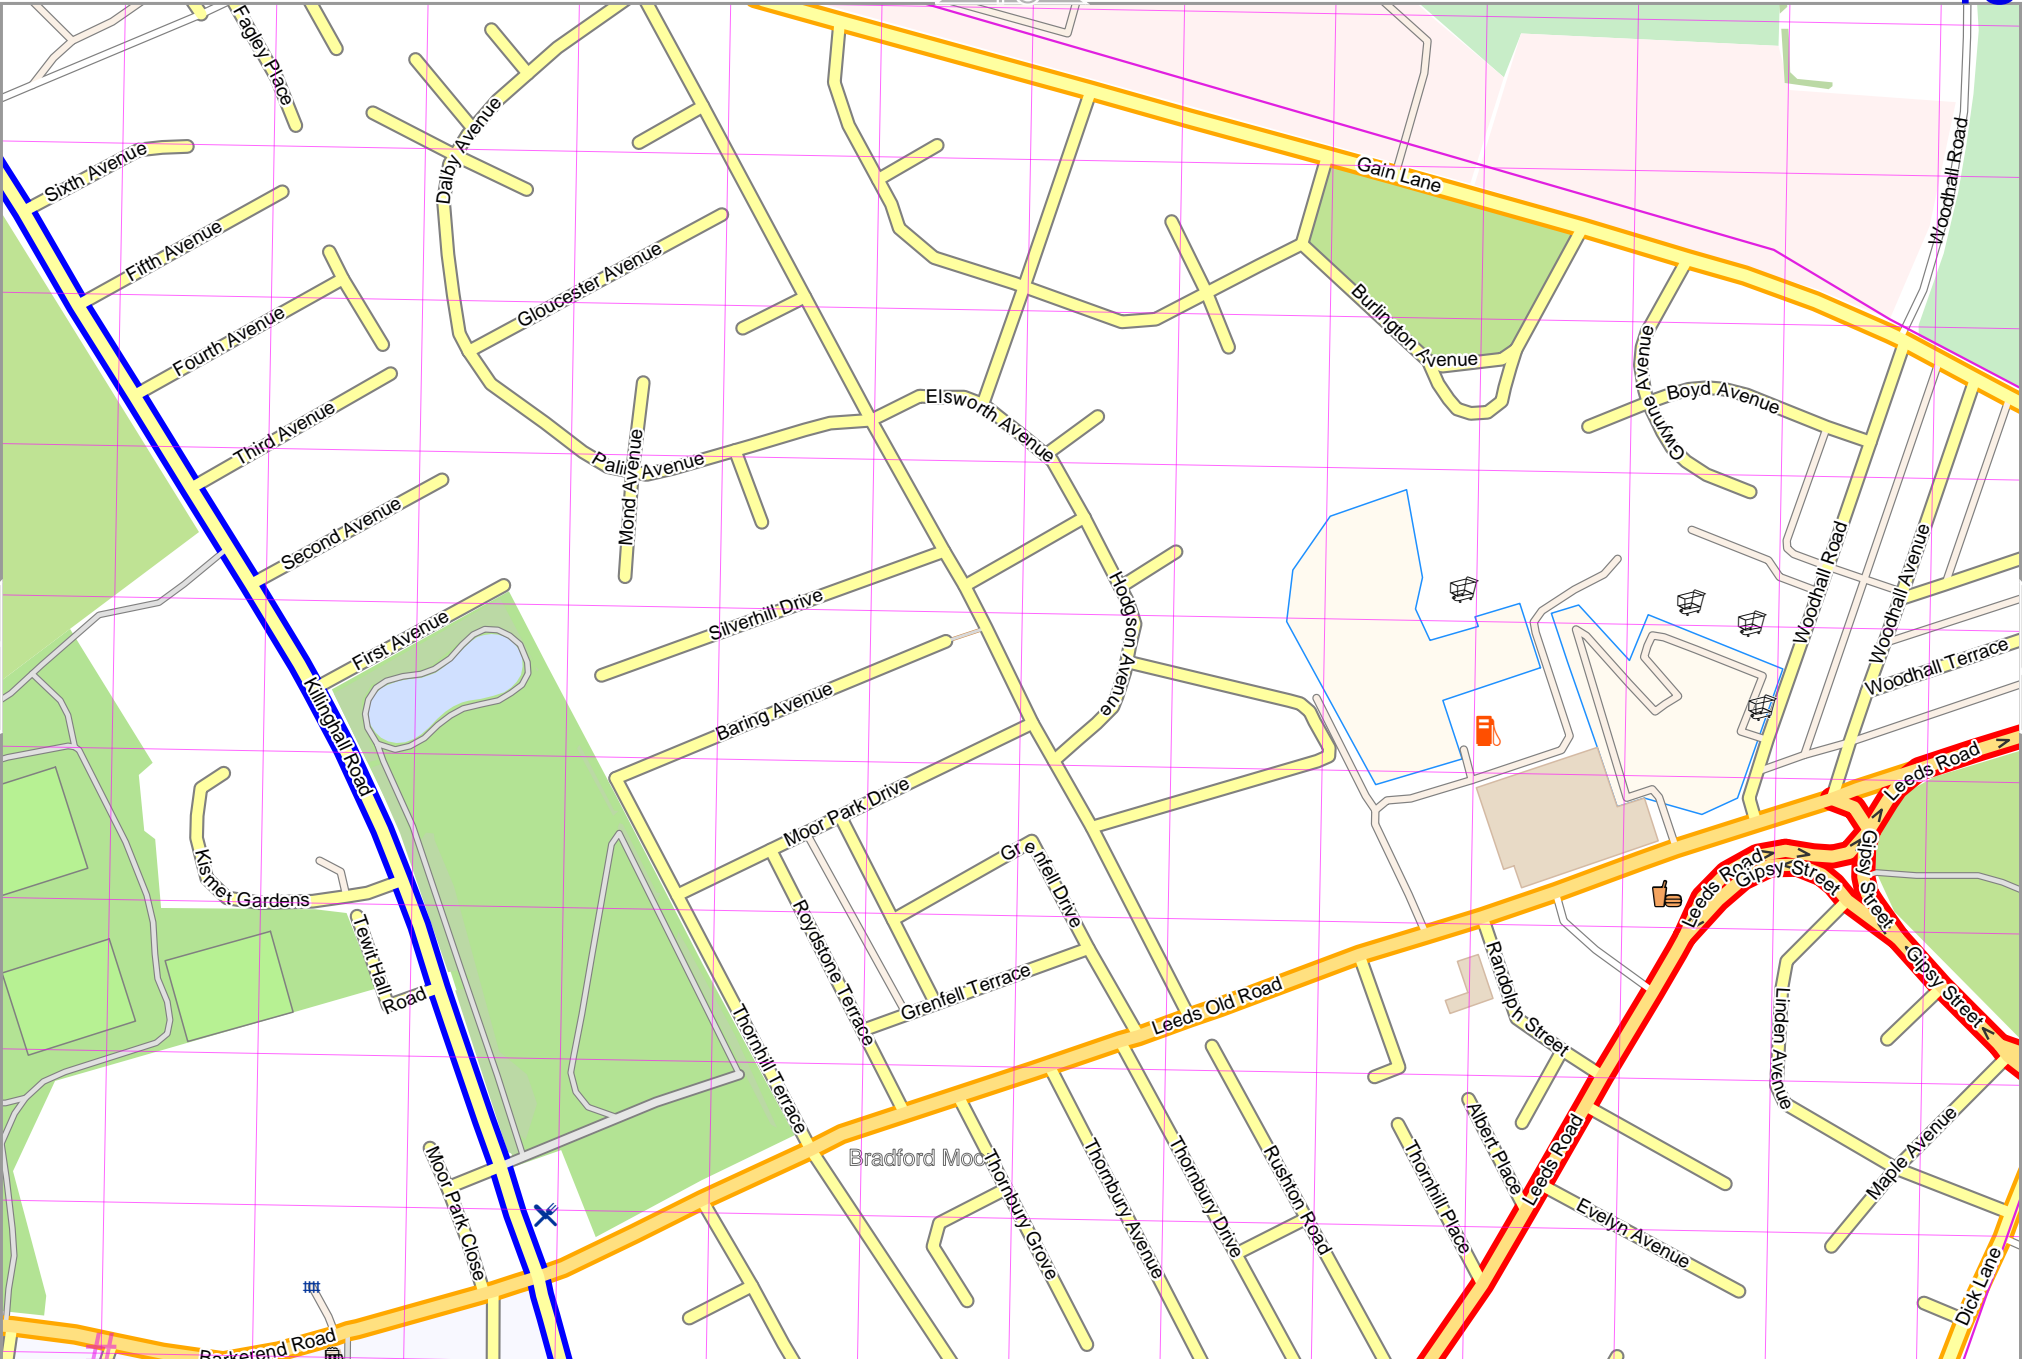 Fagley Place
Sixth Avenue
Dalby Avenue
Gain Lane
Woodhall Road
Fifth Avenue
Gloucester Avenue
Burlington Avenue
Fourth Avenue
Gwynne Avenue
Boyd Avenue
Elsworth Avenue
Third Avenue
Palin Avenue
Mond Avenue
Second Avenue
Woodhall Road
Woodhall Avenue
Hodgson Avenue
Silverhill Drive
First Avenue
Woodhall Terrace
Baring Avenue
Killinghall Road
Leeds Road
Moor Park Drive
Grenfell Drive
Gipsy Street
Leeds Road
Gipsy Street
Kismet Gardens
Roydstone Terrace
Tewit Hall Road
Grenfell Terrace
Randolph Street
Gipsy Street
Leeds Old Road
Linden Avenue
Thornhill Terrace
Bradford Moor
Moor Park Close
Thornbury Grove
Thornbury Avenue
Thornbury Drive
Rushton Road
Thornhill Place
Albert Place
Leeds Road
Evelyn Avenue
Maple Avenue
Dick Lane
Barkerend Road